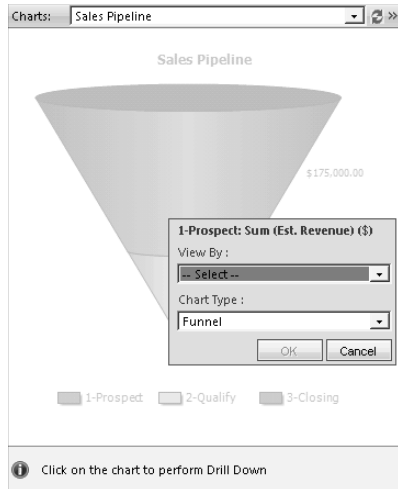 Charts: Sales Pipeline
Sales Pipeline
$175,000.00
1-Prospect: Sum (Est. Revenue) ($)
View By :
-- Select --
Chart Type :
Funnel
OK Cancel
1-Prospect 2-Qualify 3-Closing
Click on the chart to perform Drill Down